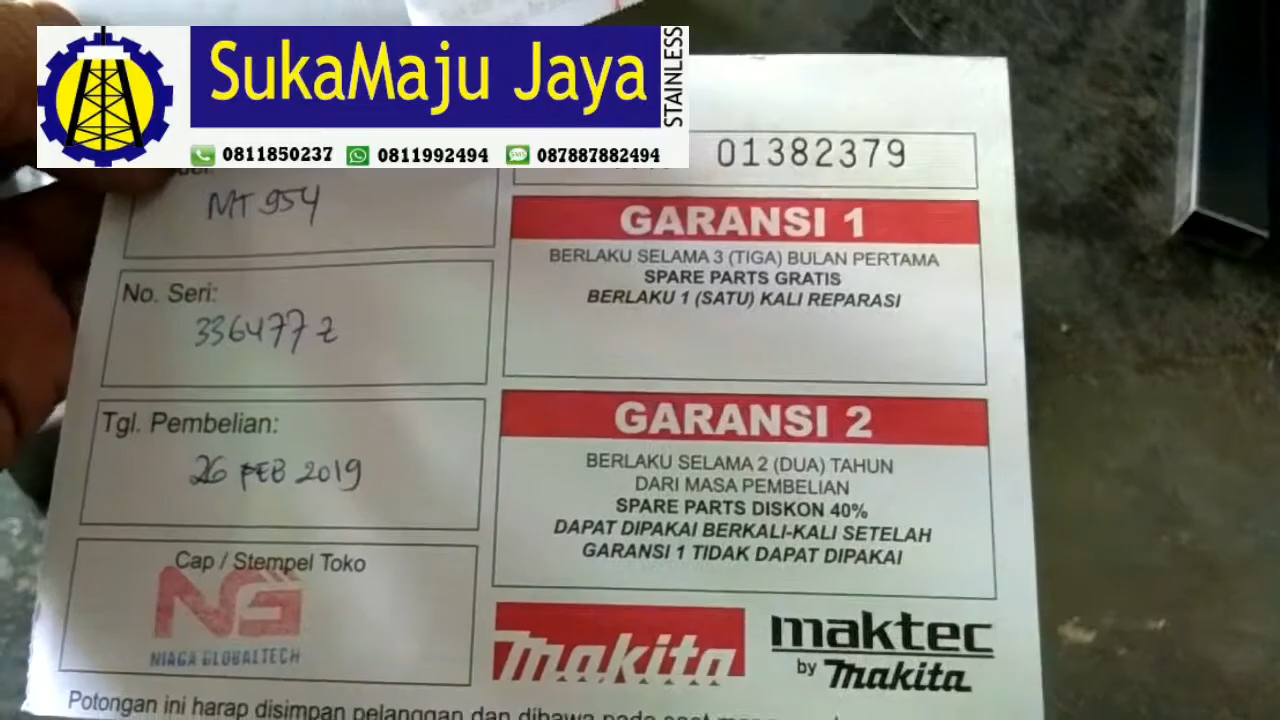 SukaMaju Jaya
STAINLESS
0811850237
0811992494
087887882494
01382379
MT 954
No. Seri:
336477 Z
Tgl. Pembelian:
26 FEB 2019
Cap / Stempel Toko
NG
NIAGA GLOBALTECH
GARANSI 1
BERLAKU SELAMA 3 (TIGA) BULAN PERTAMA
SPARE PARTS GRATIS
BERLAKU 1 (SATU) KALI REPARASI
GARANSI 2
BERLAKU SELAMA 2 (DUA) TAHUN
DARI MASA PEMBELIAN
SPARE PARTS DISKON 40%
DAPAT DIPAKAI BERKALI-KALI SETELAH
GARANSI 1 TIDAK DAPAT DIPAKAI
makita
maktec
by makita
Potongan ini harap disimpan pelanggan dan dibawa pada saat